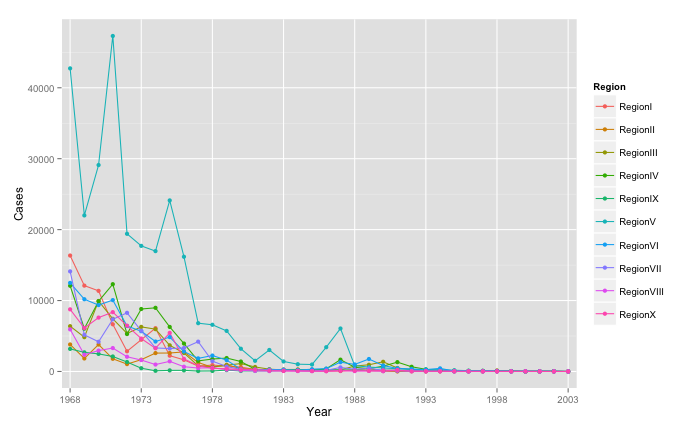 40000
30000
20000
10000
0
Cases
1968 1973 1978 1983 1988 1993 1998 2003
Year
Region
RegionI
RegionII
RegionIII
RegionIV
RegionIX
RegionV
RegionVI
RegionVII
RegionVIII
RegionX